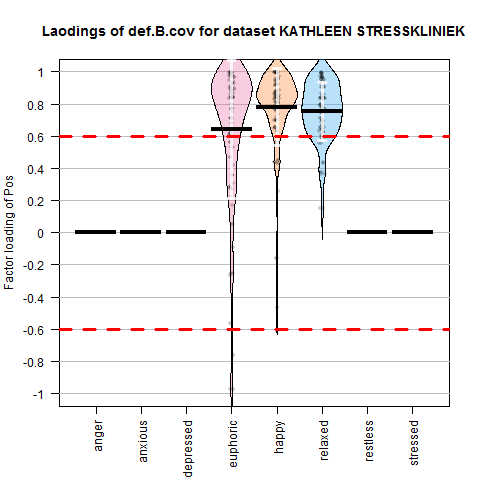 Laodings of def.B.cov for dataset KATHLEEN STRESSKLINIEK
Factor loading of Pos
1
0.8
0.6
0.4
0.2
0
-0.2
-0.4
-0.6
-0.8
-1
anger
anxious
depressed
euphoric
happy
relaxed
restless
stressed